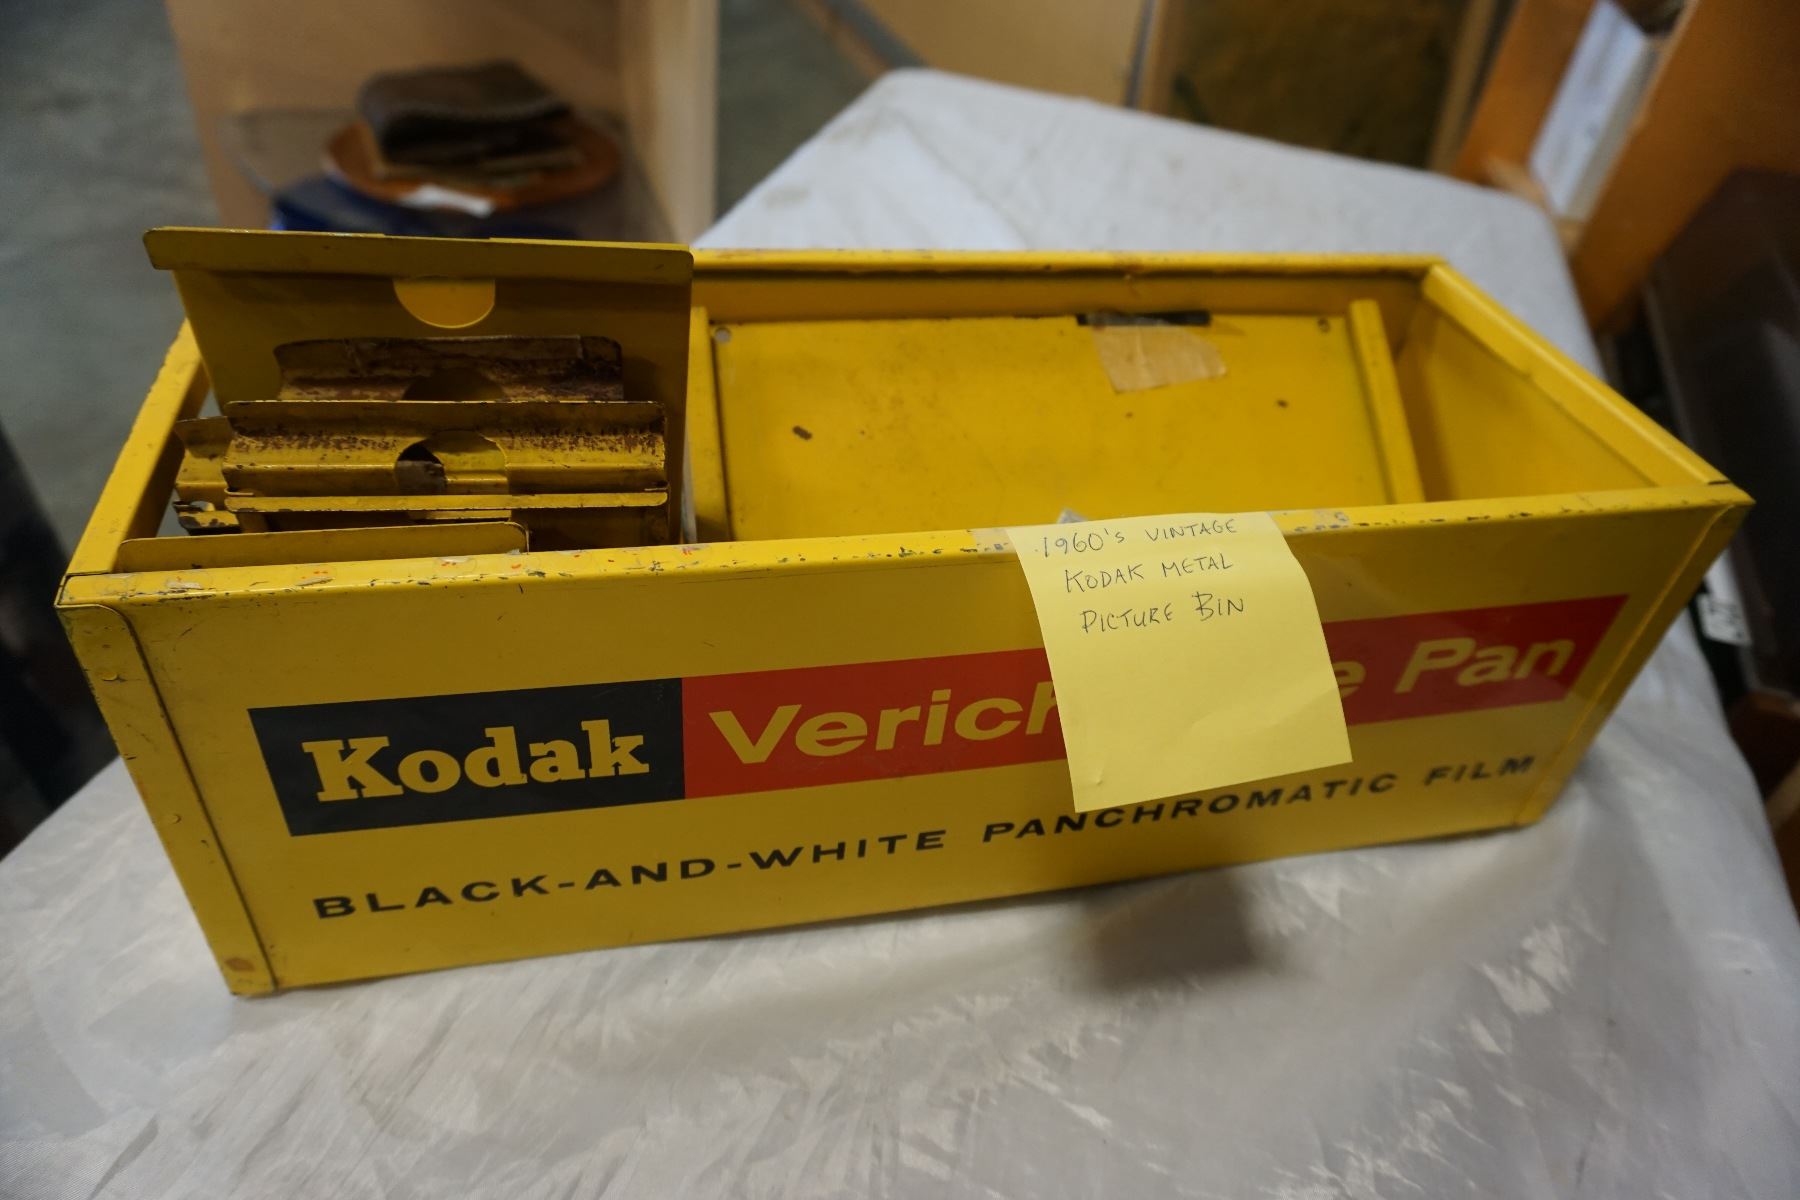 1960's VINTAGE
KODAK METAL
PICTURE BIN
Kodak Verich e Pan
BLACK-AND-WHITE PANCHROMATIC FILM